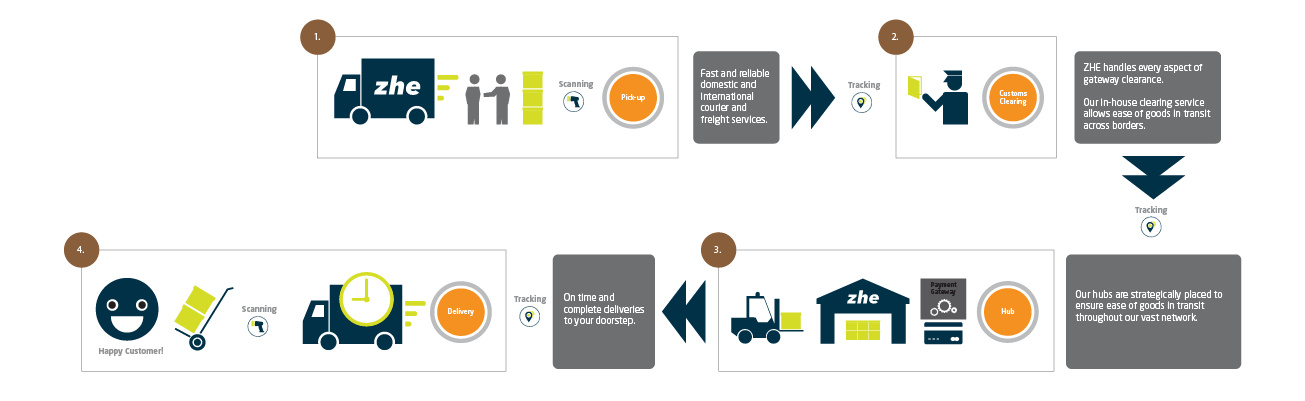 1.
zhe
Scanning
Pick-up
Fast and reliable
domestic and
international
courier and
freight services.
Tracking
2.
Customs
Clearing
ZHE handles every aspect of
gateway clearance.
Our in-house clearing service
allows ease of goods in transit
across borders.
Tracking
3.
zhe
Payment
Gateway
Hub
Our hubs are strategically placed to
ensure ease of goods in transit
throughout our vast network.
4.
Happy Customer!
Scanning
Delivery
Tracking
On time and
complete deliveries
to your doorstep.